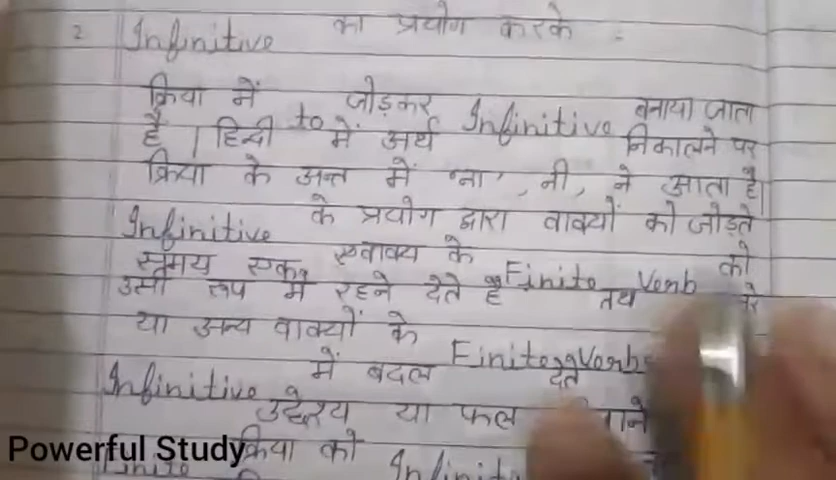 2 Infinitive का प्रयोग करके -
क्रिया में to जोड़कर Infinitive बनाया जाता
है । हिन्दी में अर्थ निकालने पर
क्रिया के अन्त में "ना", नी, ने आता है।
Infinitive के प्रयोग द्वारा वाक्यों को जोड़ते
समय एक वाक्य के Finite Verb को
उसी रूप में रहने देते है तथा
या अन्य वाक्यों के Finite Verbs
Infinitive में बदल देते
उद्देश्य या फल
क्रिया को
Powerful Study